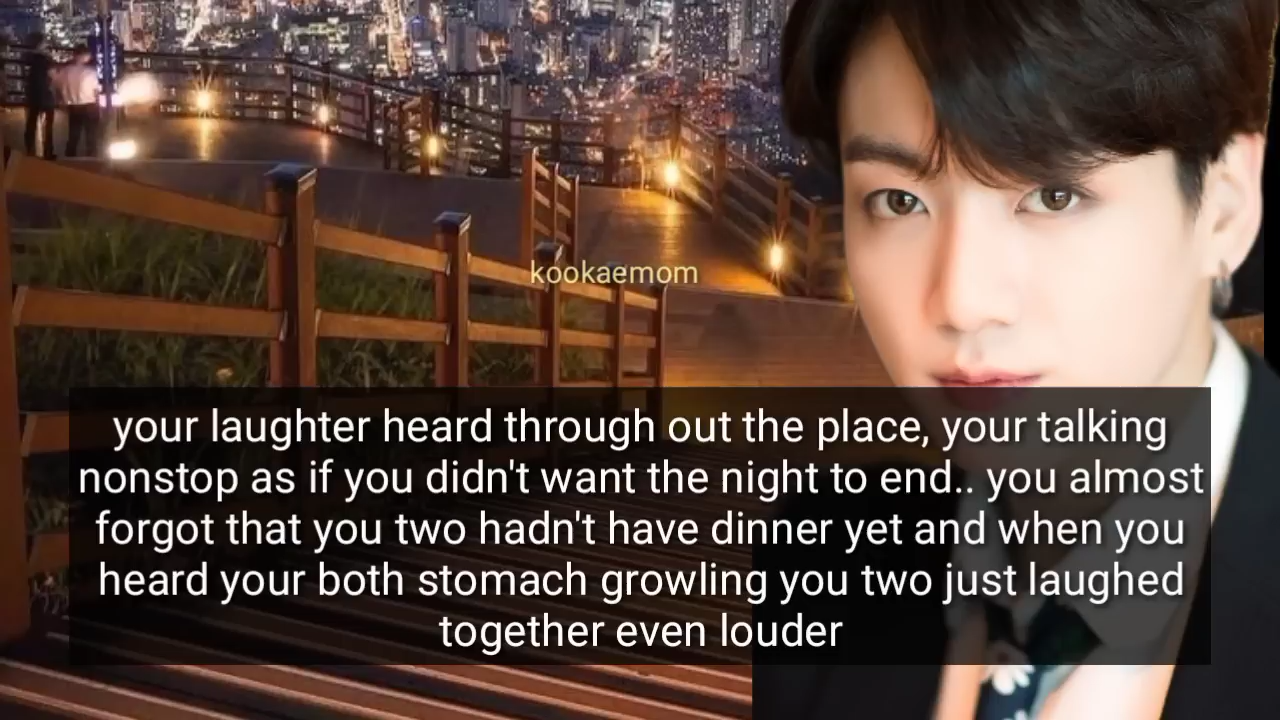 kookaemom
your laughter heard through out the place, your talking
nonstop as if you didn't want the night to end.. you almost
forgot that you two hadn't have dinner yet and when you
heard your both stomach growling you two just laughed
together even louder